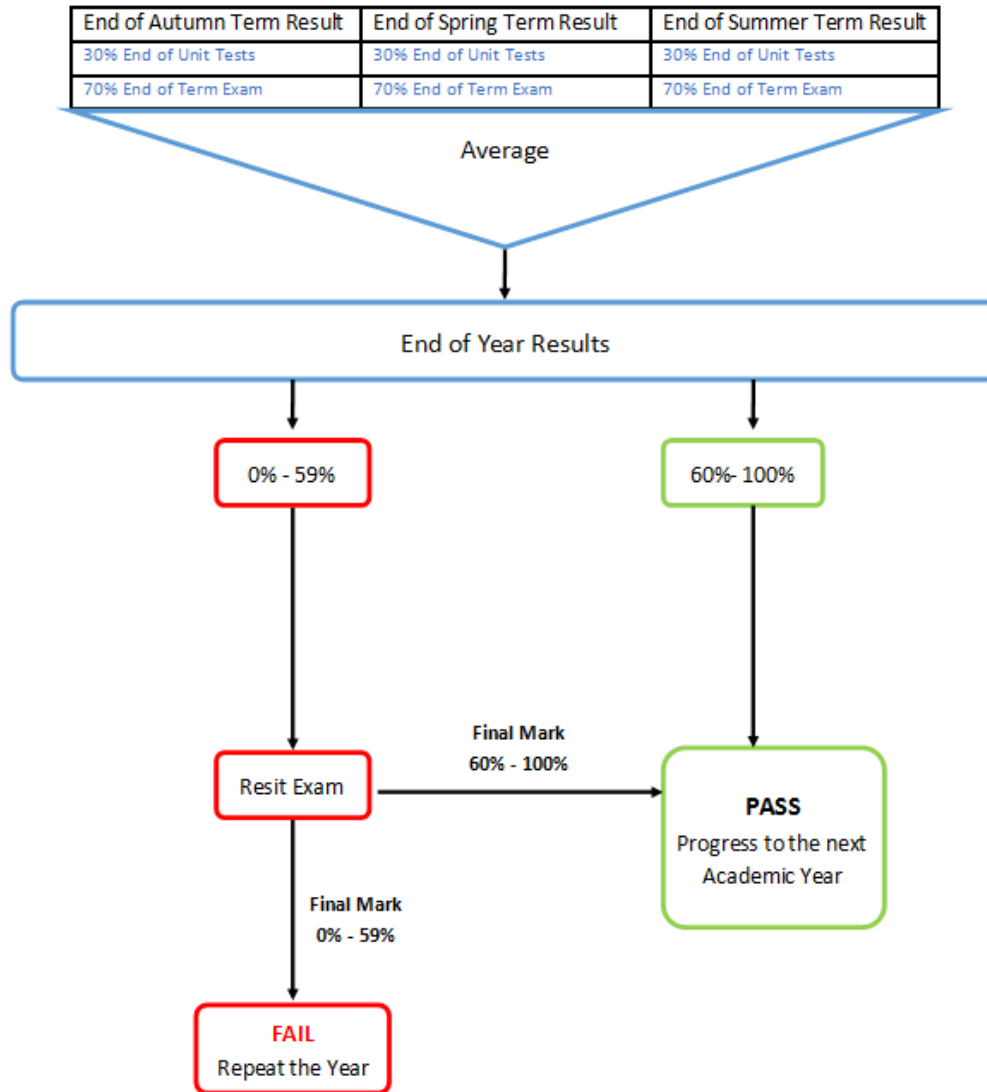 End of Autumn Term Result End of Spring Term Result End of Summer Term Result
30% End of Unit Tests 30% End of Unit Tests 30% End of Unit Tests
70% End of Term Exam 70% End of Term Exam 70% End of Term Exam
Average
End of Year Results
0% - 59% 60%- 100%
Final Mark
60% - 100%
Resit Exam
PASS
Progress to the next
Academic Year
Final Mark
0% - 59%
FAIL
Repeat the Year